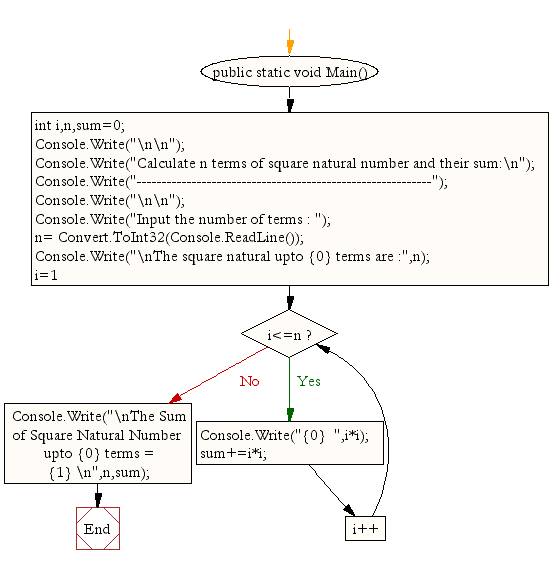 public static void Main()
int i,n,sum=0;
Console.Write("\n\n");
Console.Write("Calculate n terms of square natural number and their sum:\n");
Console.Write("----------------------------------------------------------");
Console.Write("\n\n");
Console.Write("Input the number of terms : ");
n= Convert.ToInt32(Console.ReadLine());
Console.Write("\nThe square natural upto {0} terms are :",n);
i=1
i<=n ?
No
Yes
Console.Write("\nThe Sum
of Square Natural Number
upto {0} terms =
{1} \n",n,sum);
Console.Write("{0}  ",i*i);
sum+=i*i;
i++
End